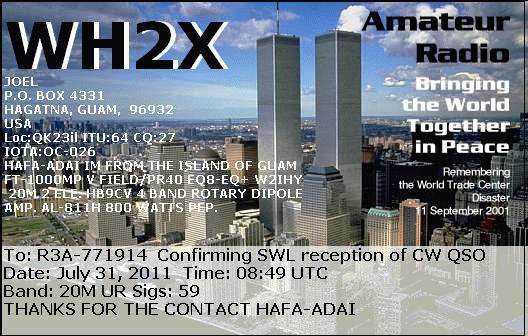 WH2X
Amateur
Radio
Bringing
the World
Together
in Peace
Remembering
the World Trade Center
Disaster
11 September 2001
JOEL
P.O. BOX 4331
HAGATNA, GUAM, 96932
USA
Loc:QK23il ITU:64 CQ:27
IOTA:OC-026
HAFA-ADAI IM FROM THE ISLAND OF GUAM
FT-1000MP V FIELD/PR40 EQ8-EQ+ W2IHY
20M 2 ELE. HB9CV 4 BAND ROTARY DIPOLE
AMP. AL-811H 800 WATTS PEP.
To: R3A-771914 Confirming SWL reception of CW QSO
Date: July 31, 2011 Time: 08:49 UTC
Band: 20M UR Sigs: 59
THANKS FOR THE CONTACT HAFA-ADAI